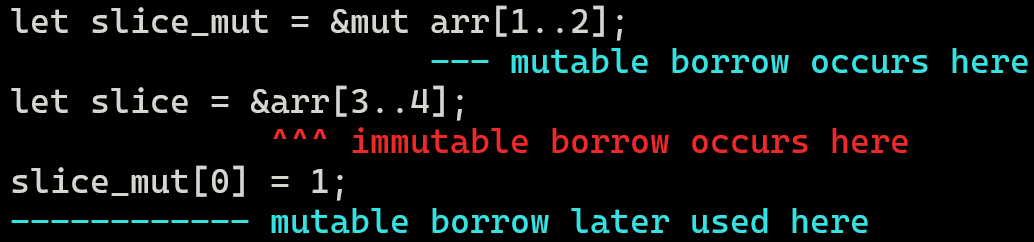 let slice_mut = &mut arr[1..2];
--- mutable borrow occurs here
let slice = &arr[3..4];
^^^ immutable borrow occurs here
slice_mut[0] = 1;
------------ mutable borrow later used here